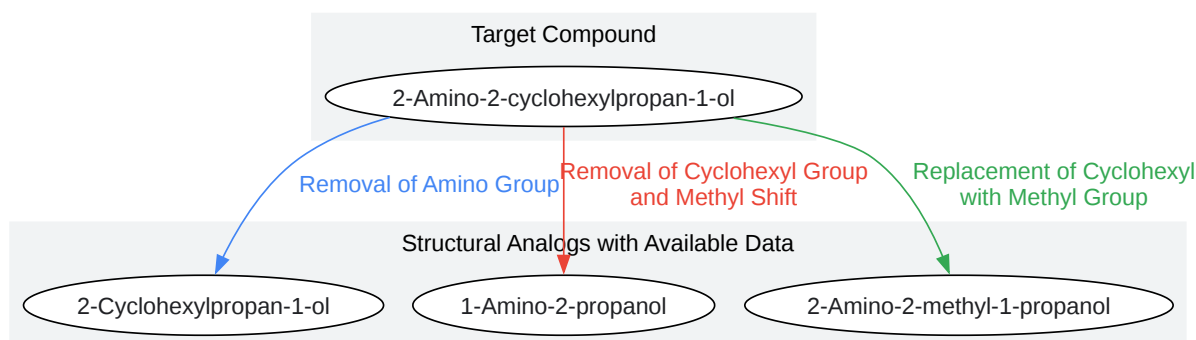 Target Compound
2-Amino-2-cyclohexylpropan-1-ol
Removal of Amino Group
Removal of Cyclohexyl Group
and Methyl Shift
Replacement of Cyclohexyl
with Methyl Group
Structural Analogs with Available Data
2-Cyclohexylpropan-1-ol
1-Amino-2-propanol
2-Amino-2-methyl-1-propanol